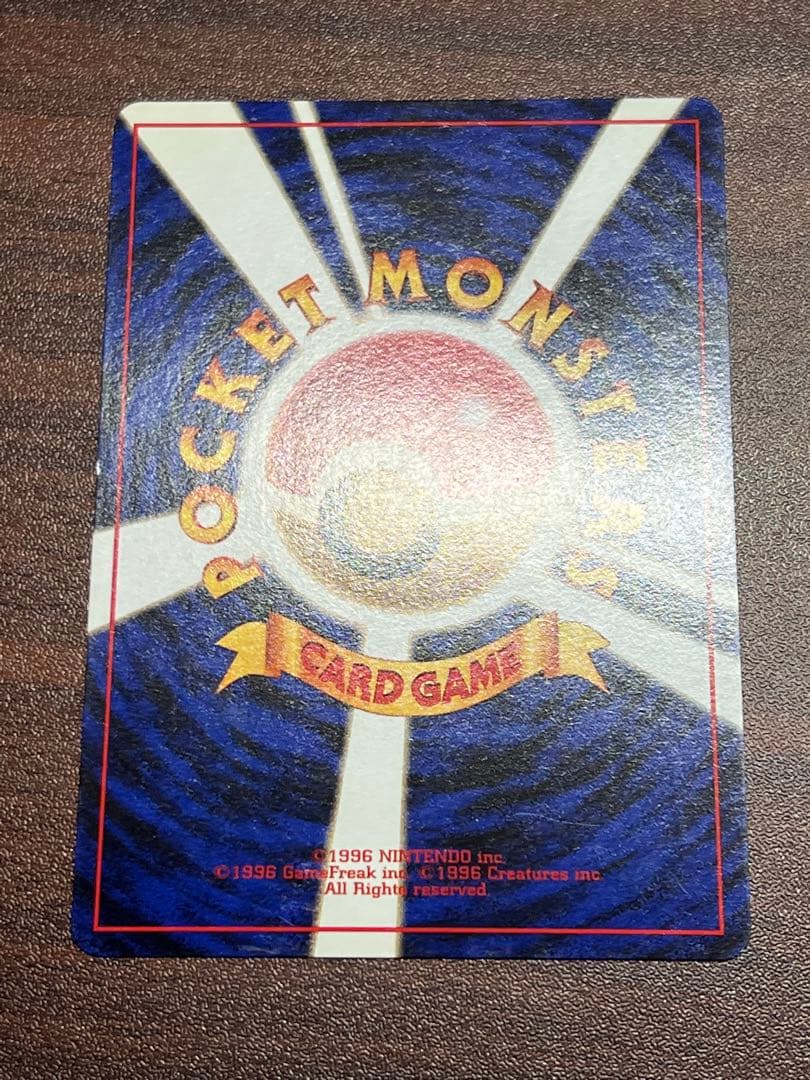 POCKET MONSTERS
CARD GAME
©1996 NINTENDO inc.
©1996 GameFreak inc. ©1996 Creatures inc.
All Rights reserved.